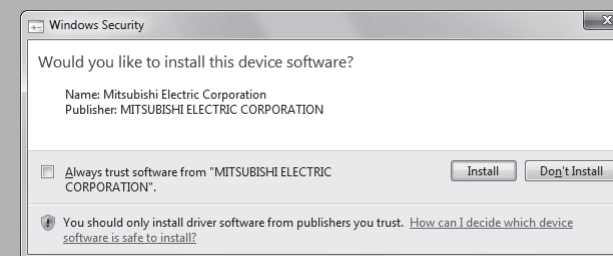 Windows Security
Would you like to install this device software?
Name: Mitsubishi Electric Corporation
Publisher: MITSUBISHI ELECTRIC CORPORATION
Always trust software from "MITSUBISHI ELECTRIC
CORPORATION".
Install
Don't Install
You should only install driver software from publishers you trust. How can I decide which device
software is safe to install?